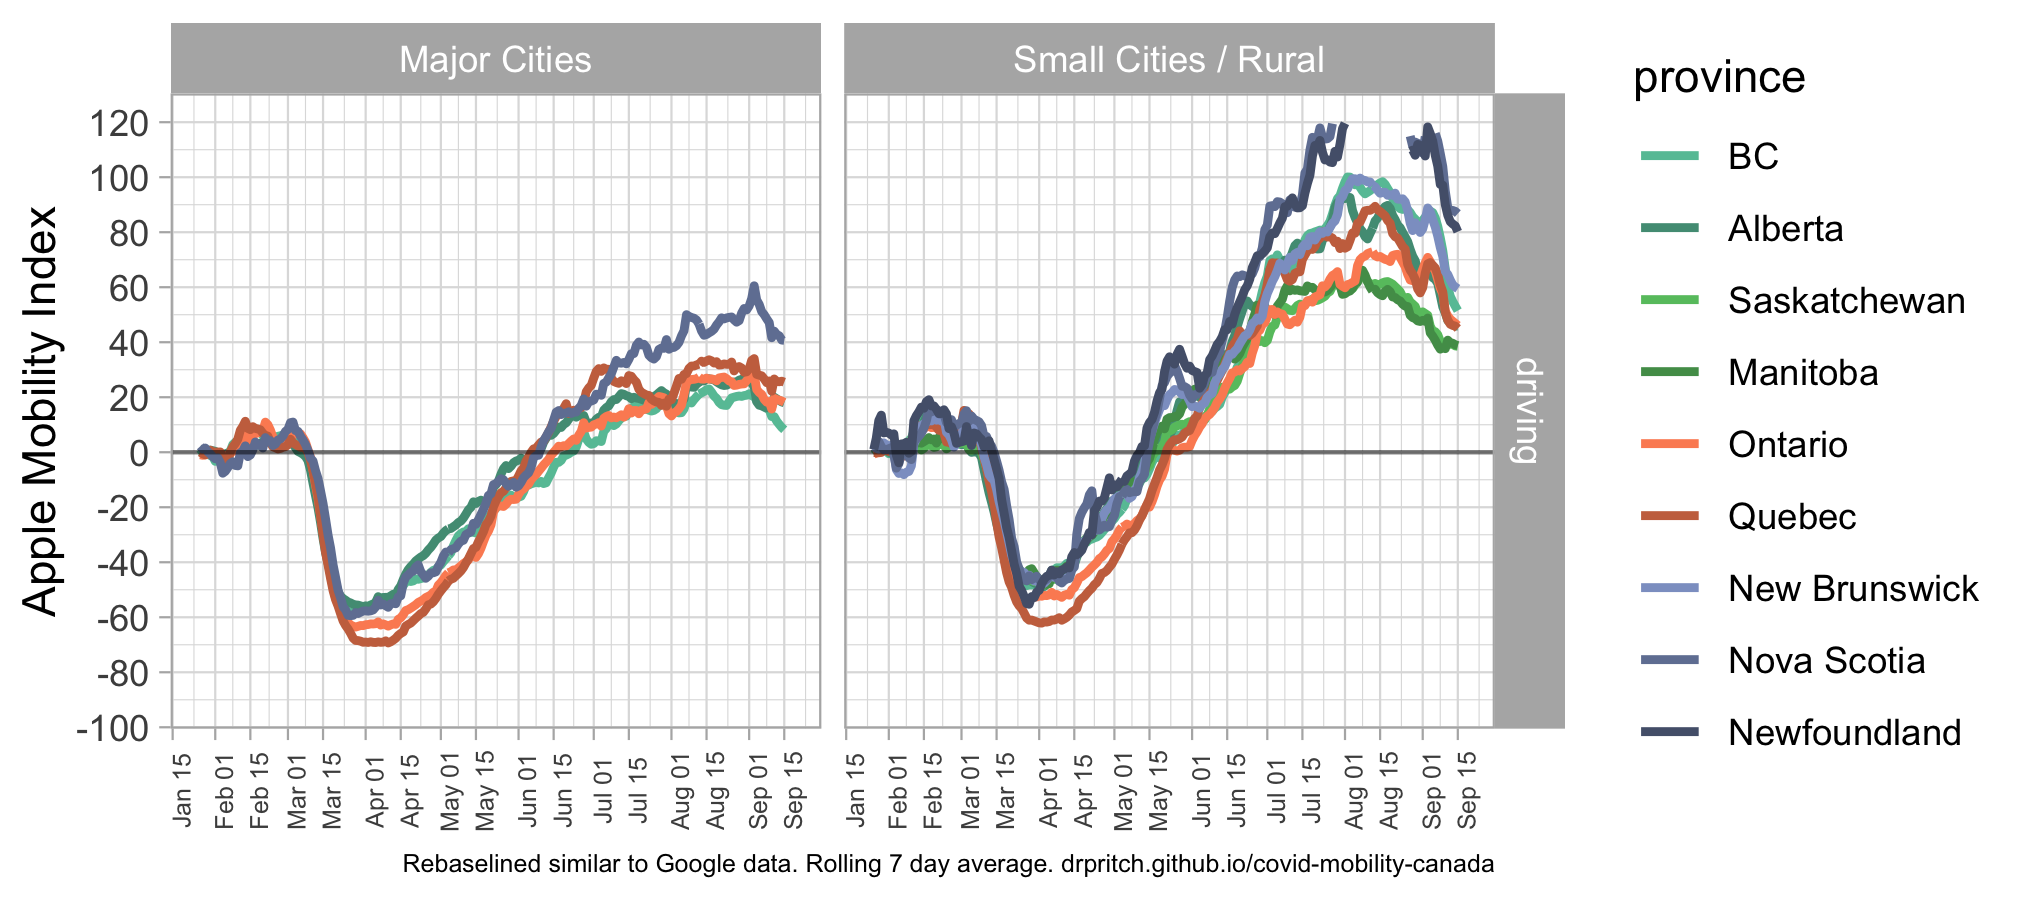 Major Cities
Small Cities / Rural
driving
Apple Mobility Index
120
100
80
60
40
20
0
-20
-40
-60
-80
-100
Jan 15
Feb 01
Feb 15
Mar 01
Mar 15
Apr 01
Apr 15
May 01
May 15
Jun 01
Jun 15
Jul 01
Jul 15
Aug 01
Aug 15
Sep 01
Sep 15
Jan 15
Feb 01
Feb 15
Mar 01
Mar 15
Apr 01
Apr 15
May 01
May 15
Jun 01
Jun 15
Jul 01
Jul 15
Aug 01
Aug 15
Sep 01
Sep 15
province
BC
Alberta
Saskatchewan
Manitoba
Ontario
Quebec
New Brunswick
Nova Scotia
Newfoundland
Rebaselined similar to Google data. Rolling 7 day average. drpritch.github.io/covid-mobility-canada